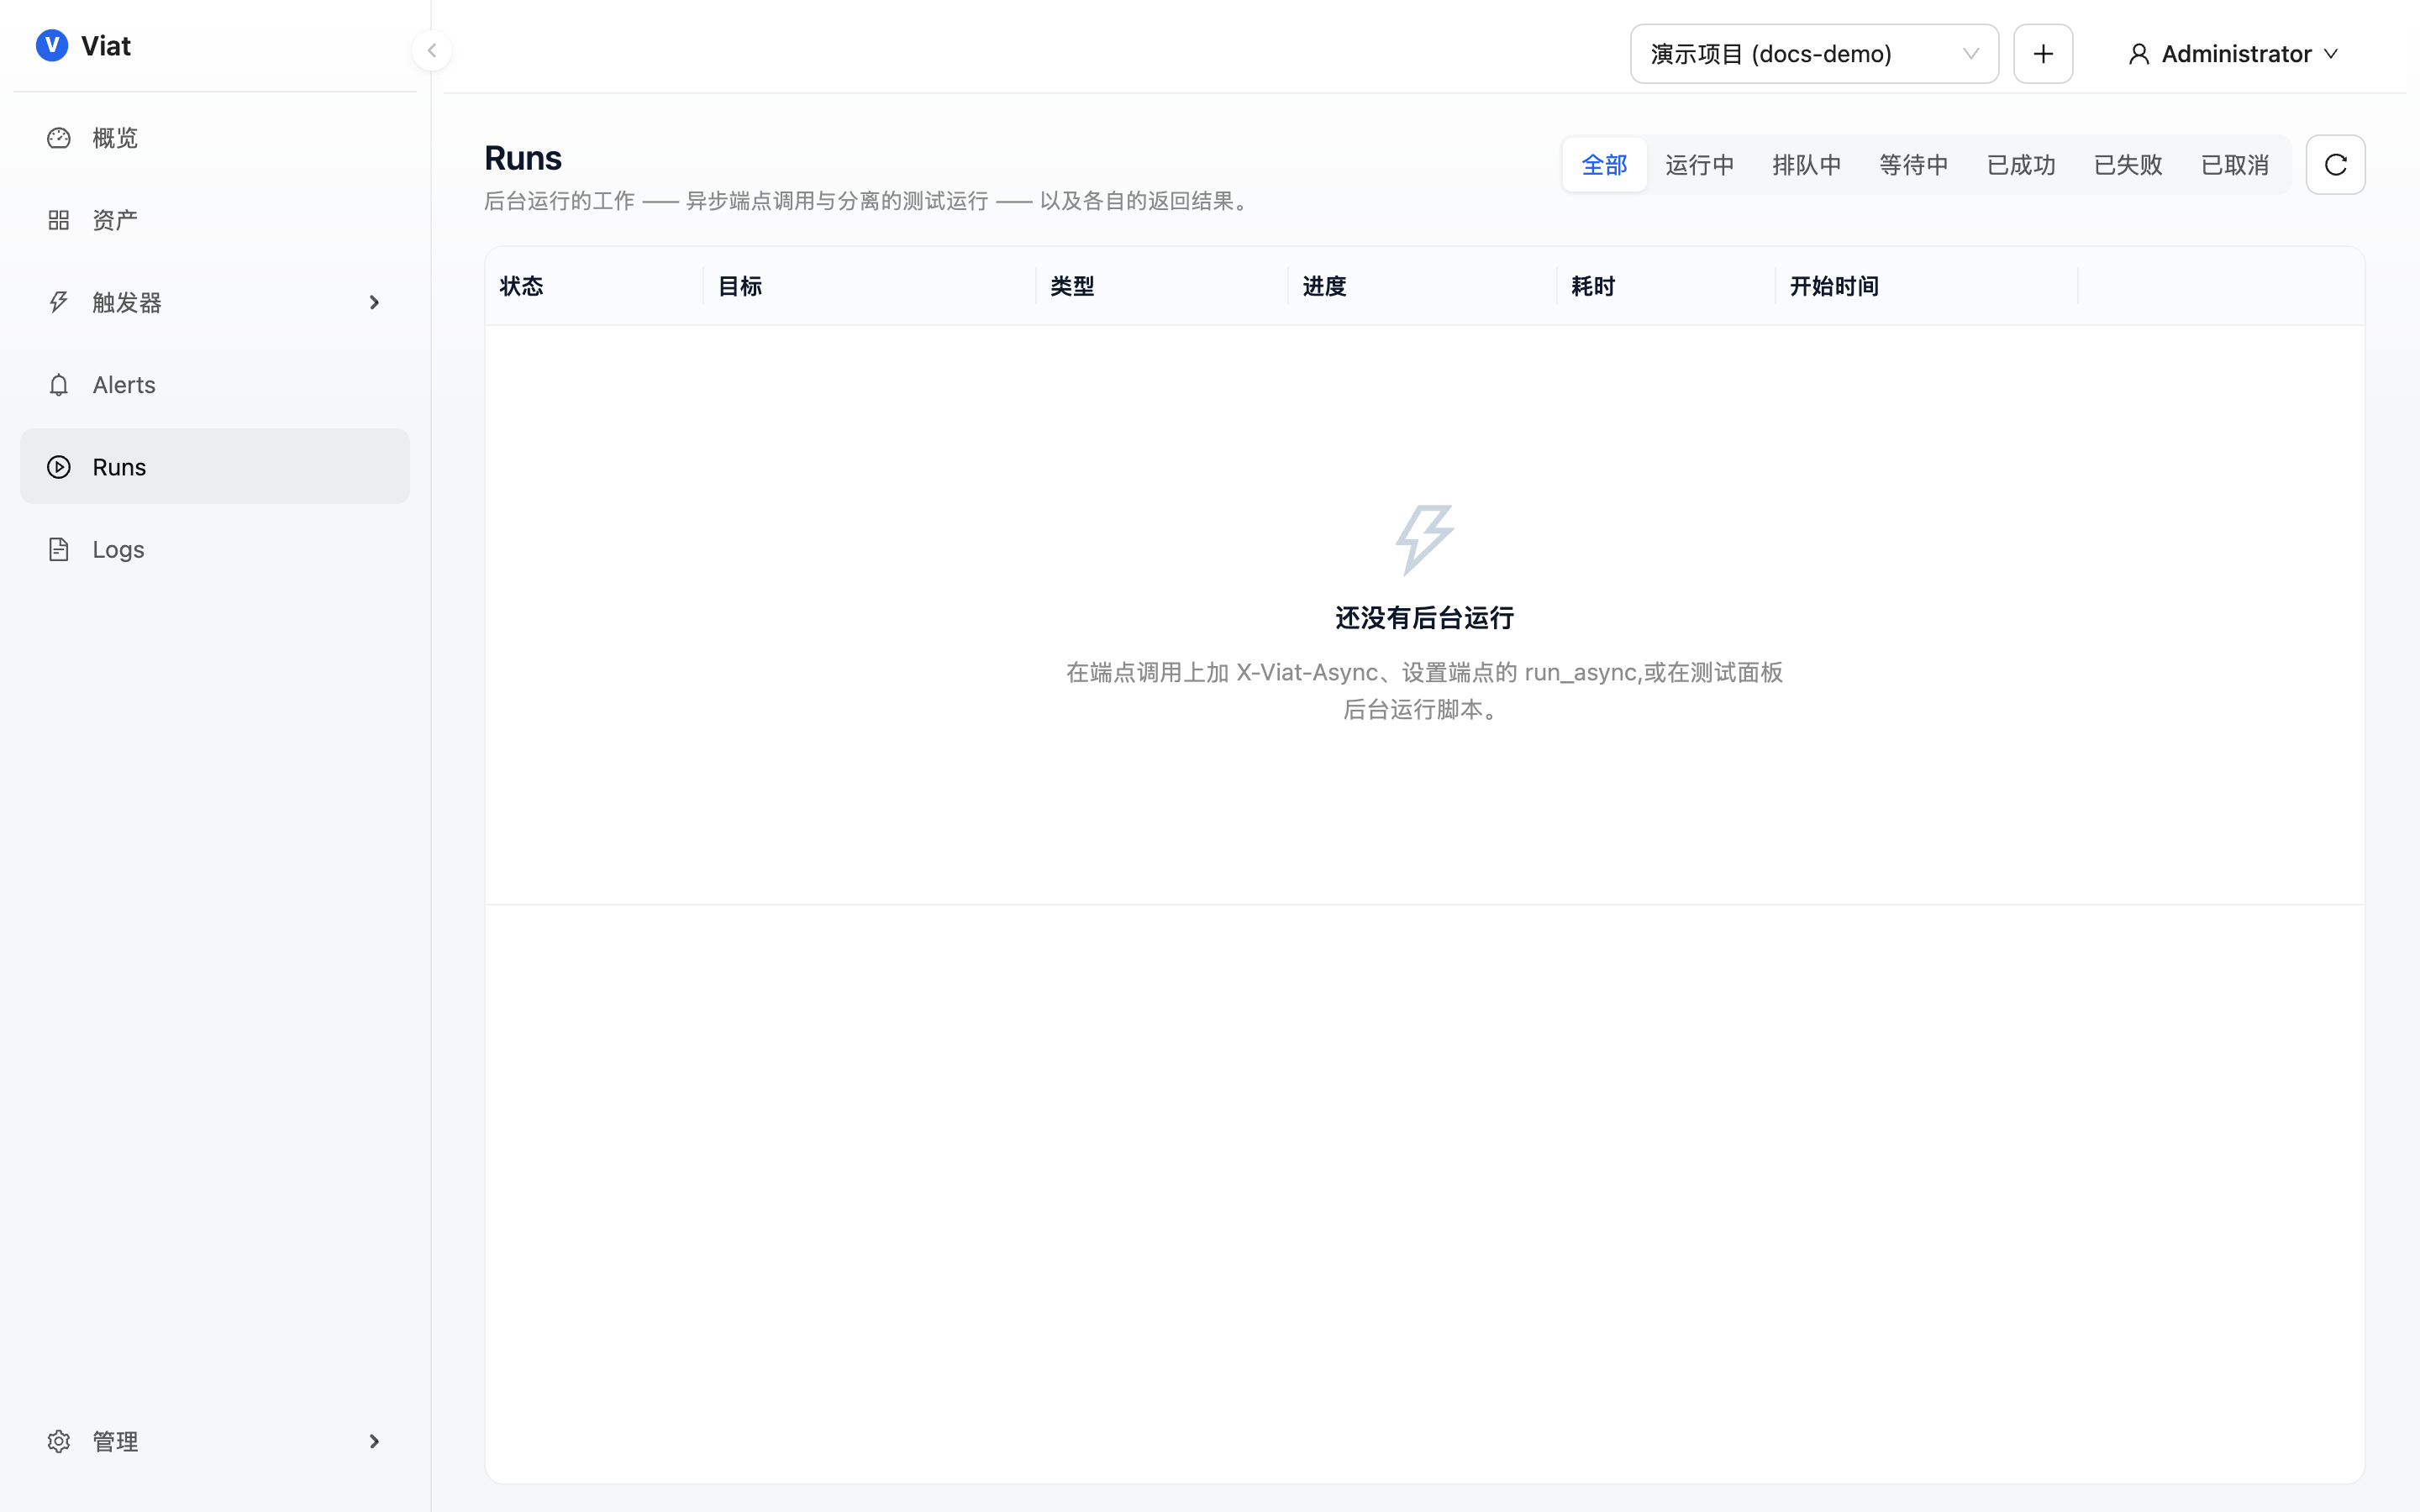 V Viat
演示项目 (docs-demo)
Administrator
概览
资产
触发器
Alerts
Runs
Logs
管理
Runs
后台运行的工作 —— 异步端点调用与分离的测试运行 —— 以及各自的返回结果。
全部 运行中 排队中 等待中 已成功 已失败 已取消
状态 目标 类型 进度 耗时 开始时间
还没有后台运行
在端点调用上加 X-Viat-Async、设置端点的 run_async,或在测试面板
后台运行脚本。